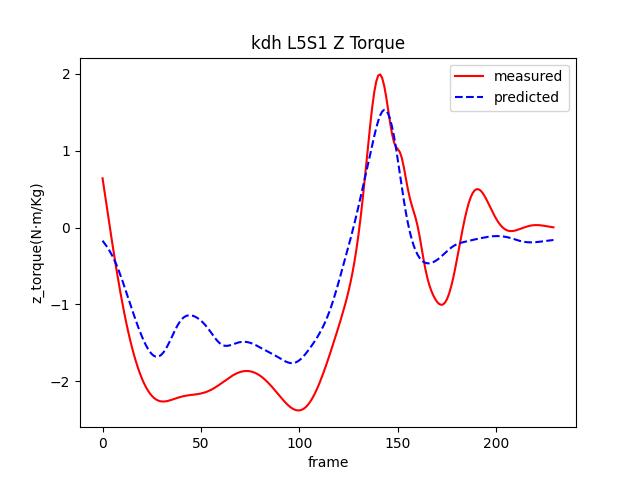 kdh L5S1 Z Torque
measured
predicted
z_torque(N·m/Kg)
2
1
0
−1
−2
0
50
100
150
200
frame